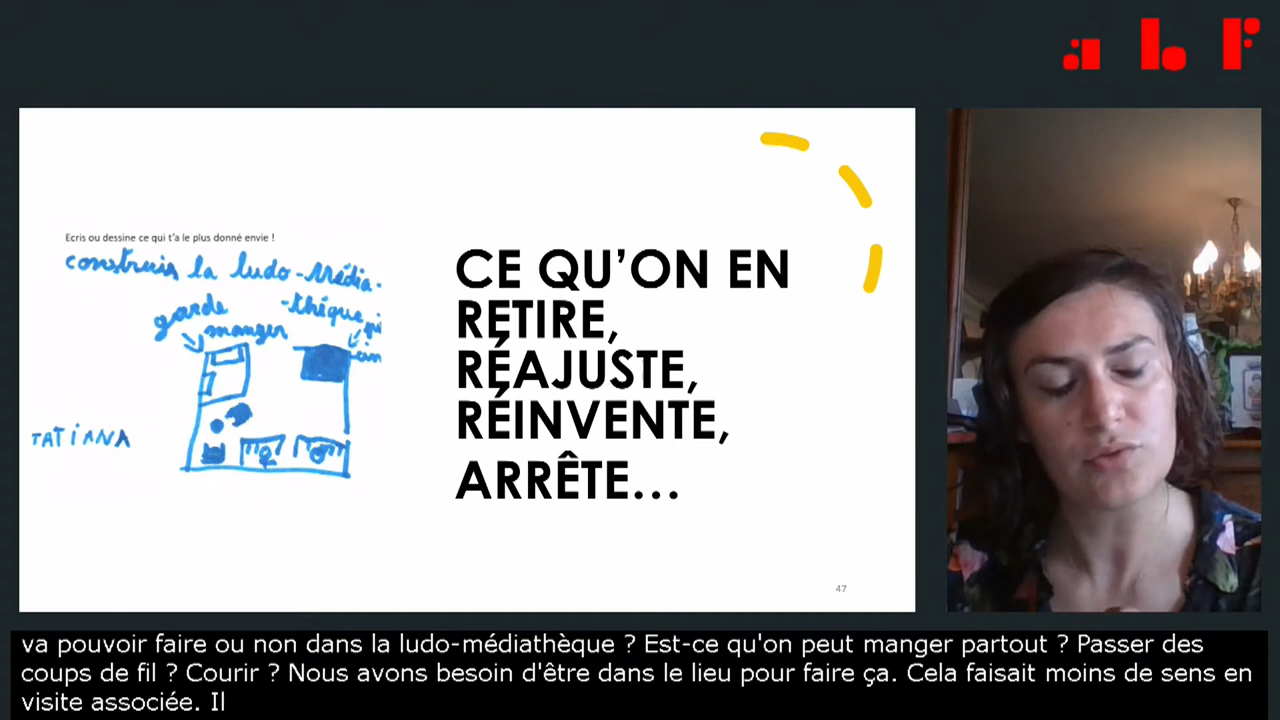 abf
Ecris ou dessine ce qui t'a le plus donné envie !
construire la ludo-média-
-thèque
garde
manger
TATIANA
CE QU'ON EN
RETIRE,
RÉAJUSTE,
RÉINVENTE,
ARRÊTE...
47
va pouvoir faire ou non dans la ludo-médiathèque ? Est-ce qu'on peut manger partout ? Passer des
coups de fil ? Courir ? Nous avons besoin d'être dans le lieu pour faire ça. Cela faisait moins de sens en
visite associée. Il